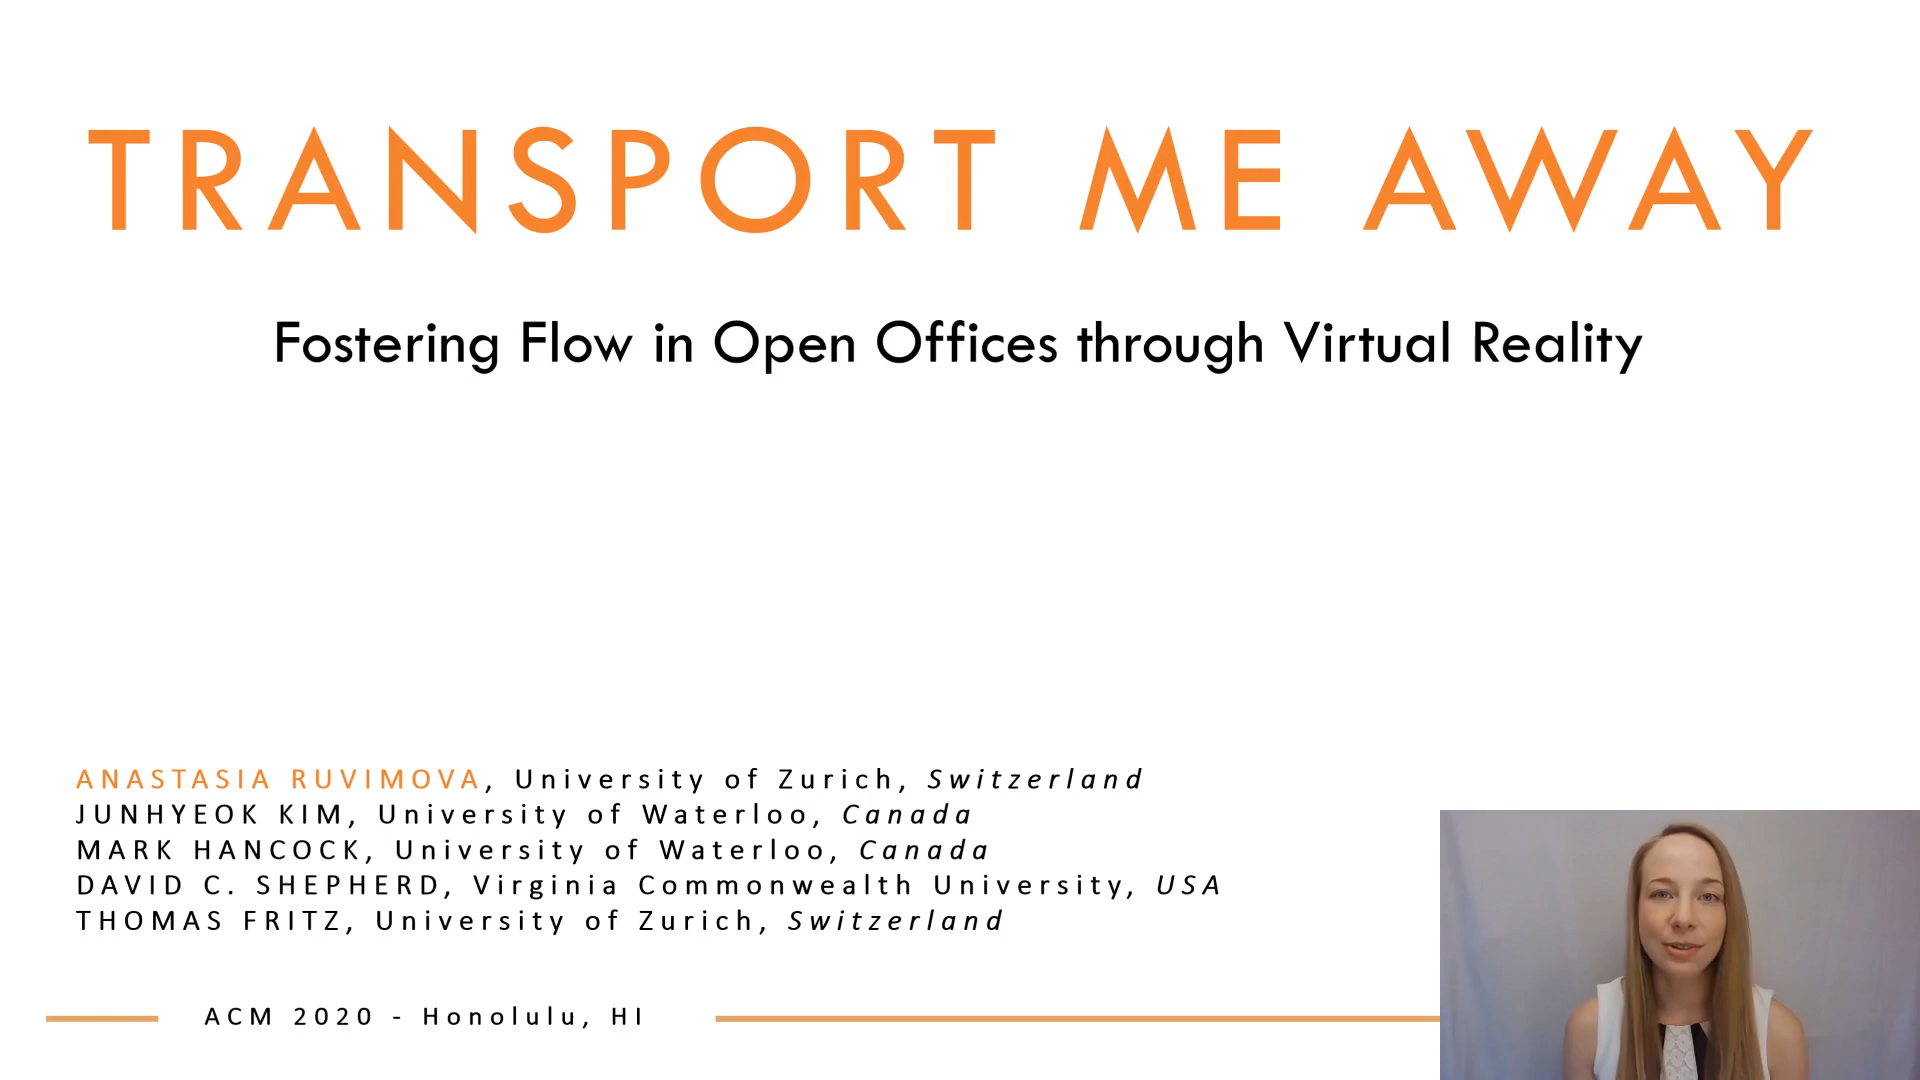 TRANSPORT ME AWAY
Fostering Flow in Open Offices through Virtual Reality
ANASTASIA RUVIMOVA, University of Zurich, Switzerland
JUNHYEOK KIM, University of Waterloo, Canada
MARK HANCOCK, University of Waterloo, Canada
DAVID C. SHEPHERD, Virginia Commonwealth University, USA
THOMAS FRITZ, University of Zurich, Switzerland
ACM 2020 - Honolulu, HI